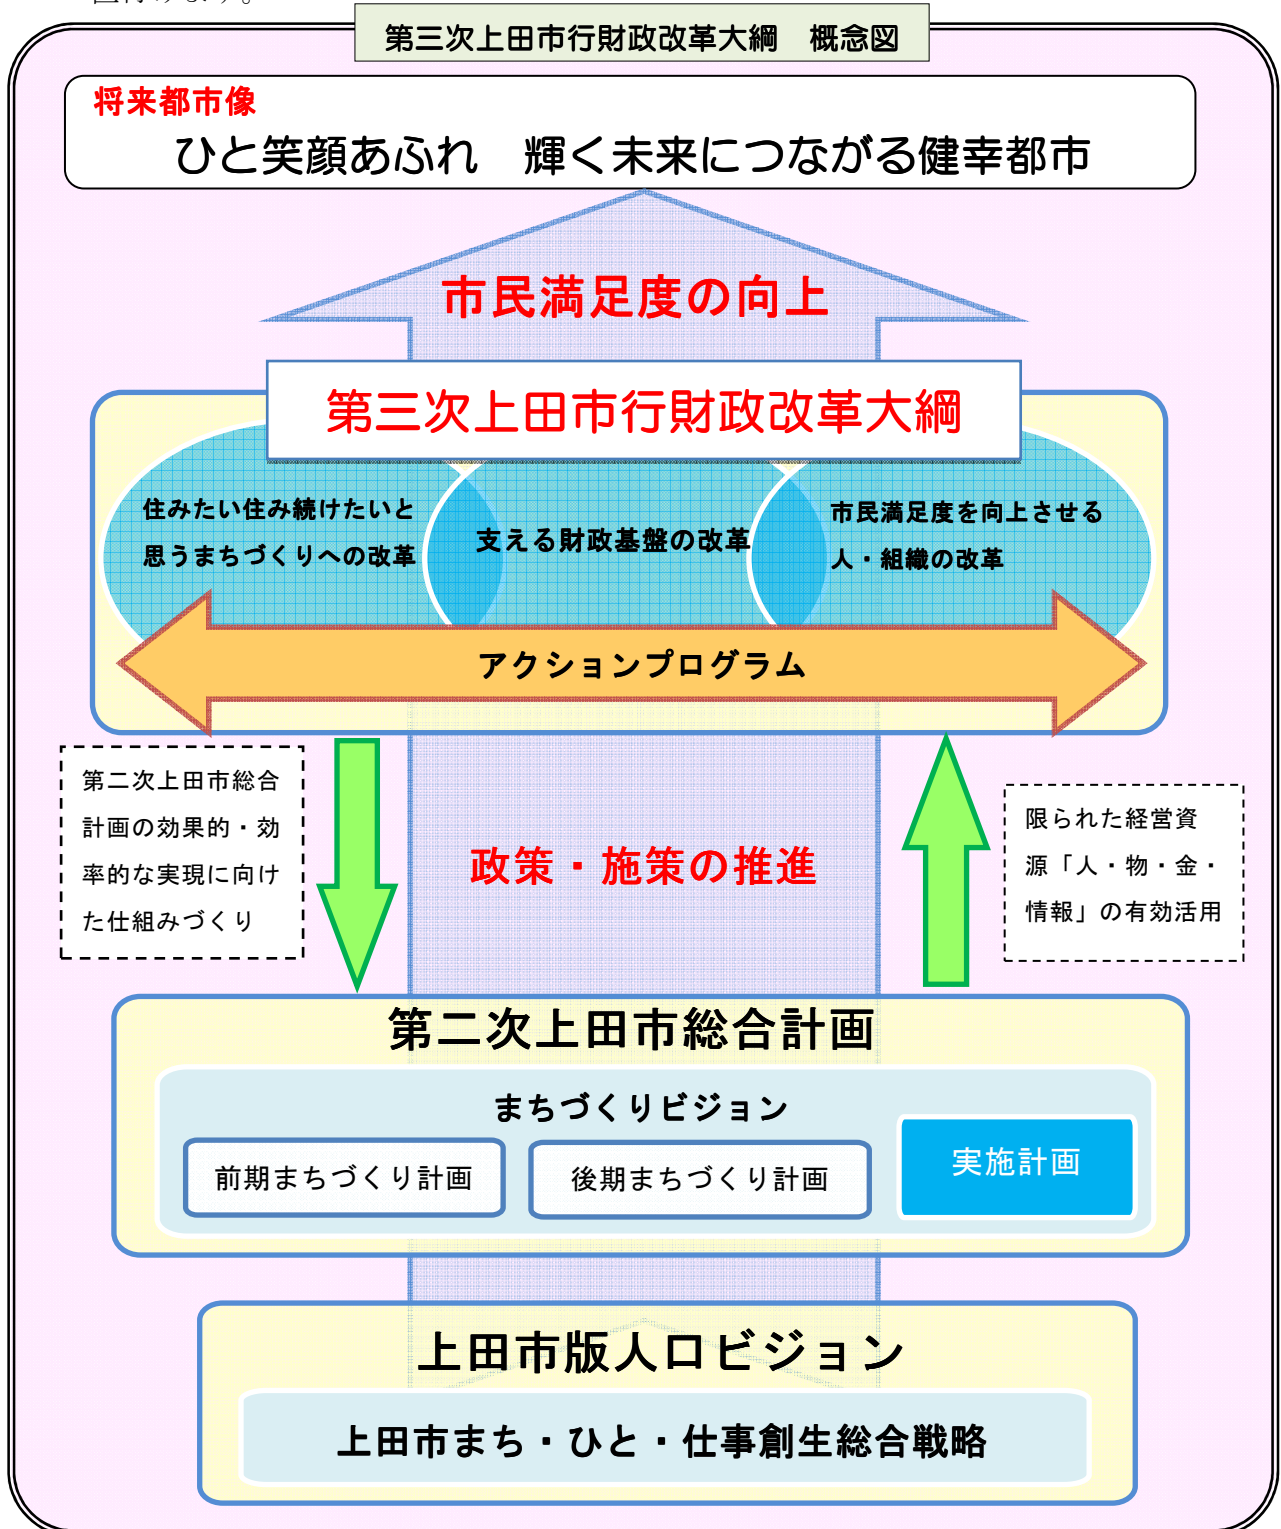 第三次上田市行財政改革大綱　概念図
将来都市像
ひと笑顔あふれ　輝く未来につながる健幸都市
市民満足度の向上
第三次上田市行財政改革大綱
住みたい住み続けたいと
思うまちづくりへの改革
支える財政基盤の改革
市民満足度を向上させる
人・組織の改革
アクションプログラム
第二次上田市総合
計画の効果的・効
率的な実現に向け
た仕組みづくり
政策・施策の推進
限られた経営資
源「人・物・金・
情報」の有効活用
第二次上田市総合計画
まちづくりビジョン
前期まちづくり計画
後期まちづくり計画
実施計画
上田市版人口ビジョン
上田市まち・ひと・仕事創生総合戦略